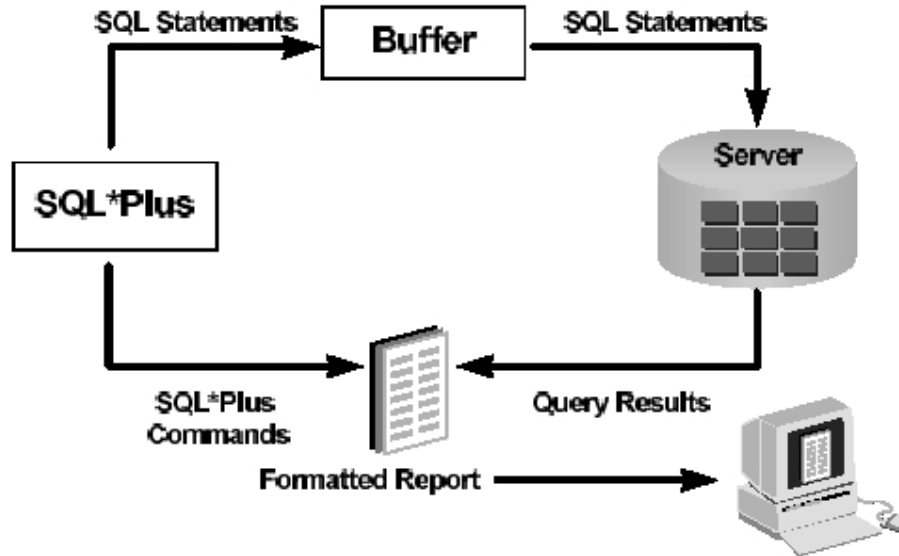 SQL Statements
Buffer
SQL Statements
Server
SQL*Plus
SQL*Plus
Commands
Query Results
Formatted Report